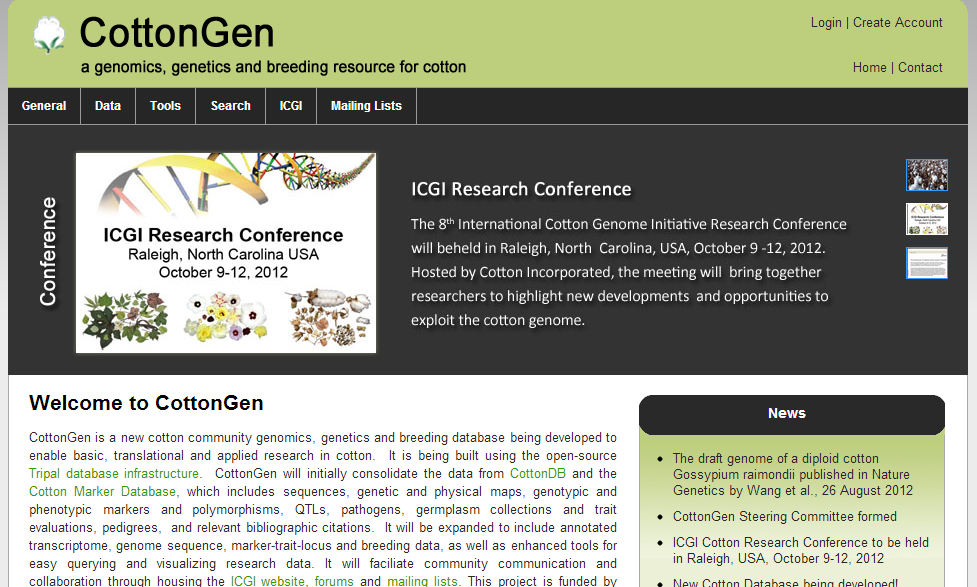 CottonGen
a genomics, genetics and breeding resource for cotton
Login | Create Account
Home | Contact
General Data Tools Search ICGI Mailing Lists
Conference
ICGI Research Conference
Raleigh, North Carolina USA
October 9-12, 2012
ICGI Research Conference
The 8th International Cotton Genome Initiative Research Conference
will beheld in Raleigh, North Carolina, USA, October 9 -12, 2012.
Hosted by Cotton Incorporated, the meeting will bring together
researchers to highlight new developments and opportunities to
exploit the cotton genome.
Welcome to CottonGen
CottonGen is a new cotton community genomics, genetics and breeding database being developed to
enable basic, translational and applied research in cotton. It is being built using the open-source
Tripal database infrastructure. CottonGen will initially consolidate the data from CottonDB and the
Cotton Marker Database, which includes sequences, genetic and physical maps, genotypic and
phenotypic markers and polymorphisms, QTLs, pathogens, germplasm collections and trait
evaluations, pedigrees, and relevant bibliographic citations. It will be expanded to include annotated
transcriptome, genome sequence, marker-trait-locus and breeding data, as well as enhanced tools for
easy querying and visualizing research data. It will faciliate community communication and
collaboration through housing the ICGI website, forums and mailing lists. This project is funded by
News
• The draft genome of a diploid cotton
Gossypium raimondii published in Nature
Genetics by Wang et al., 26 August 2012
• CottonGen Steering Committee formed
• ICGI Cotton Research Conference to be held
in Raleigh, USA, October 9-12, 2012
• New Cotton Database being developed!